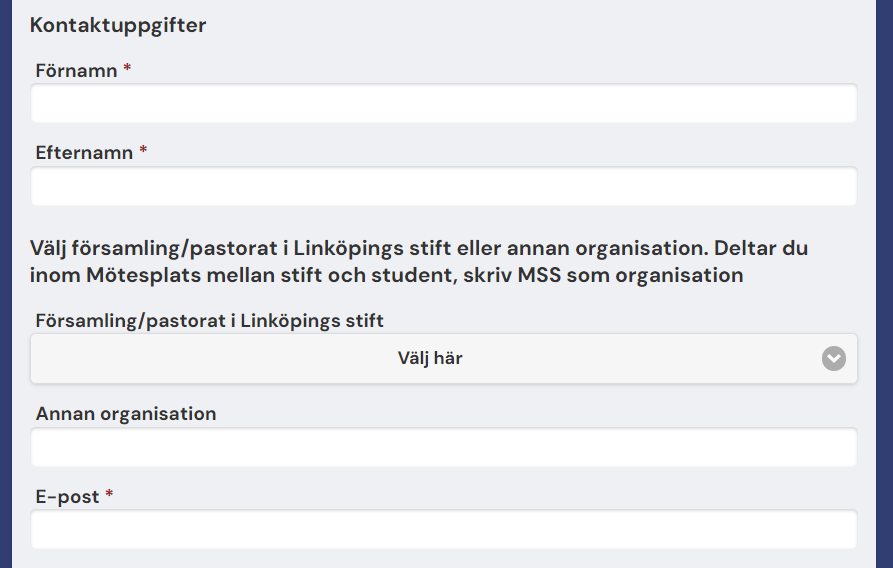 Kontaktuppgifter
Förnamn *
Efternamn *
Välj församling/pastorat i Linköpings stift eller annan organisation. Deltar du
inom Mötesplats mellan stift och student, skriv MSS som organisation
Församling/pastorat i Linköpings stift
Välj här
Annan organisation
E-post *